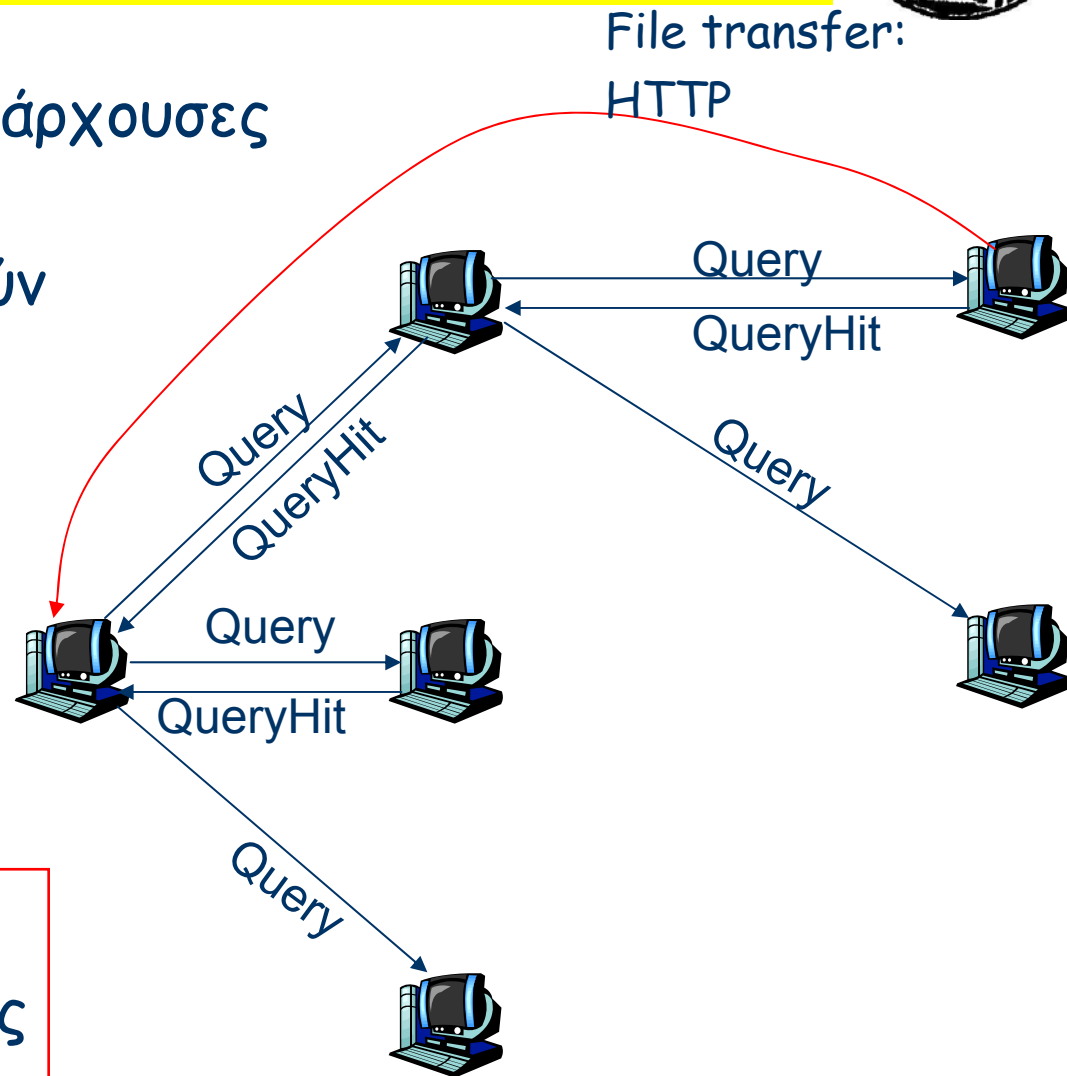 File transfer:
HTTP
άρχουσες
ύν
Query
QueryHit
Query
QueryHit
Query
Query
QueryHit
Query
ς